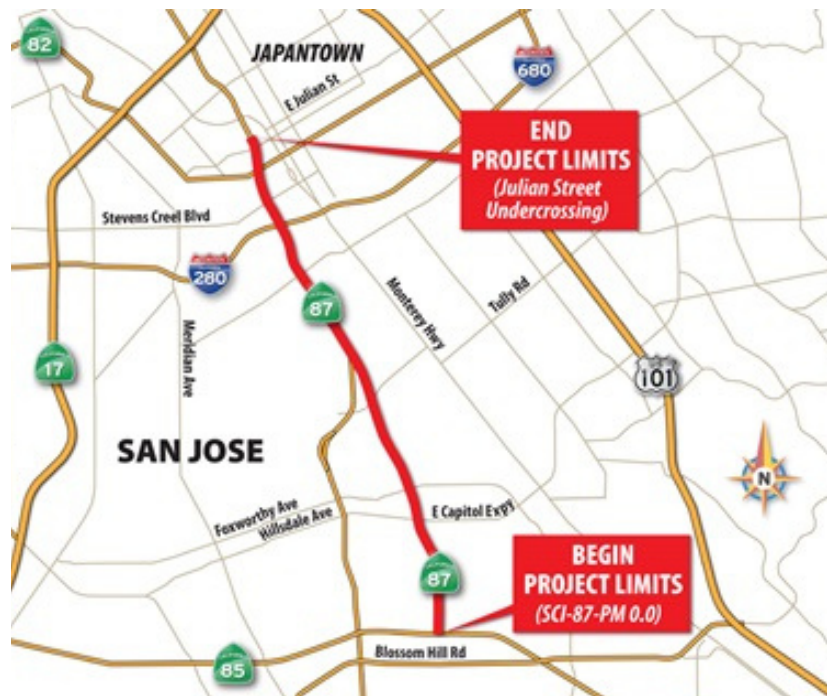 82
JAPANTOWN
E Julian St
680
END
PROJECT LIMITS
(Julian Street
Undercrossing)
Stevens Creel Blvd
280
87
Monterey Hwy
Tully Rd
Meridian Ave
17
101
SAN JOSE
N
Foxworthy Ave
Hillsdale Ave
E Capitol Expy
87
BEGIN
PROJECT LIMITS
(SCI-87-PM 0.0)
Blossom Hill Rd
85